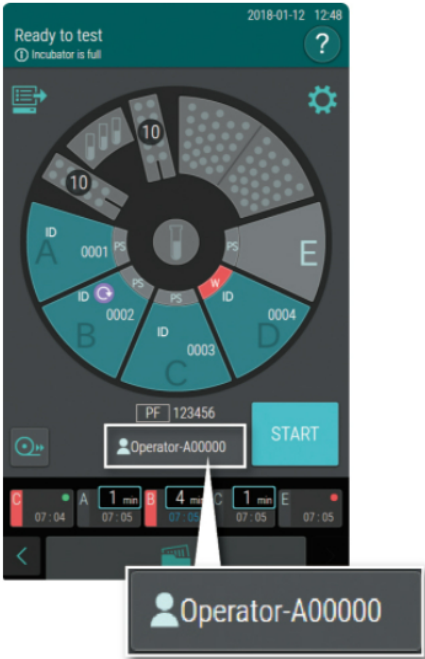 2018-01-12 12:48
Ready to test
Incubator is full
?
10
10
ID
A
0001
PS
PS
E
ID
PS
0002
B
PS
W
ID
ID
0003
C
0004
D
PF 123456
Operator-A00000
START
C
07:04
A 1 min
07:05
B 4 min
07:05
C 1 min
07:05
E
07:05
Operator-A00000